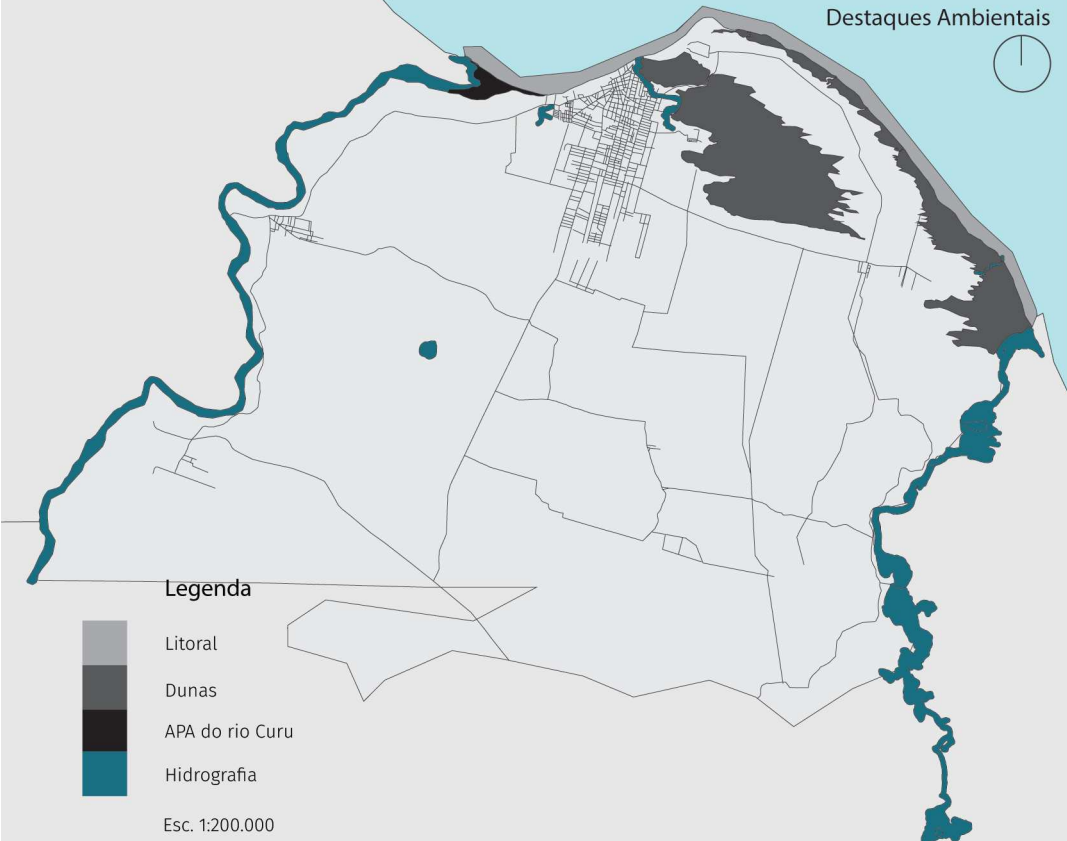 Destaques Ambientais
Legenda
Litoral
Dunas
APA do rio Curu
Hidrografia
Esc. 1:200.000